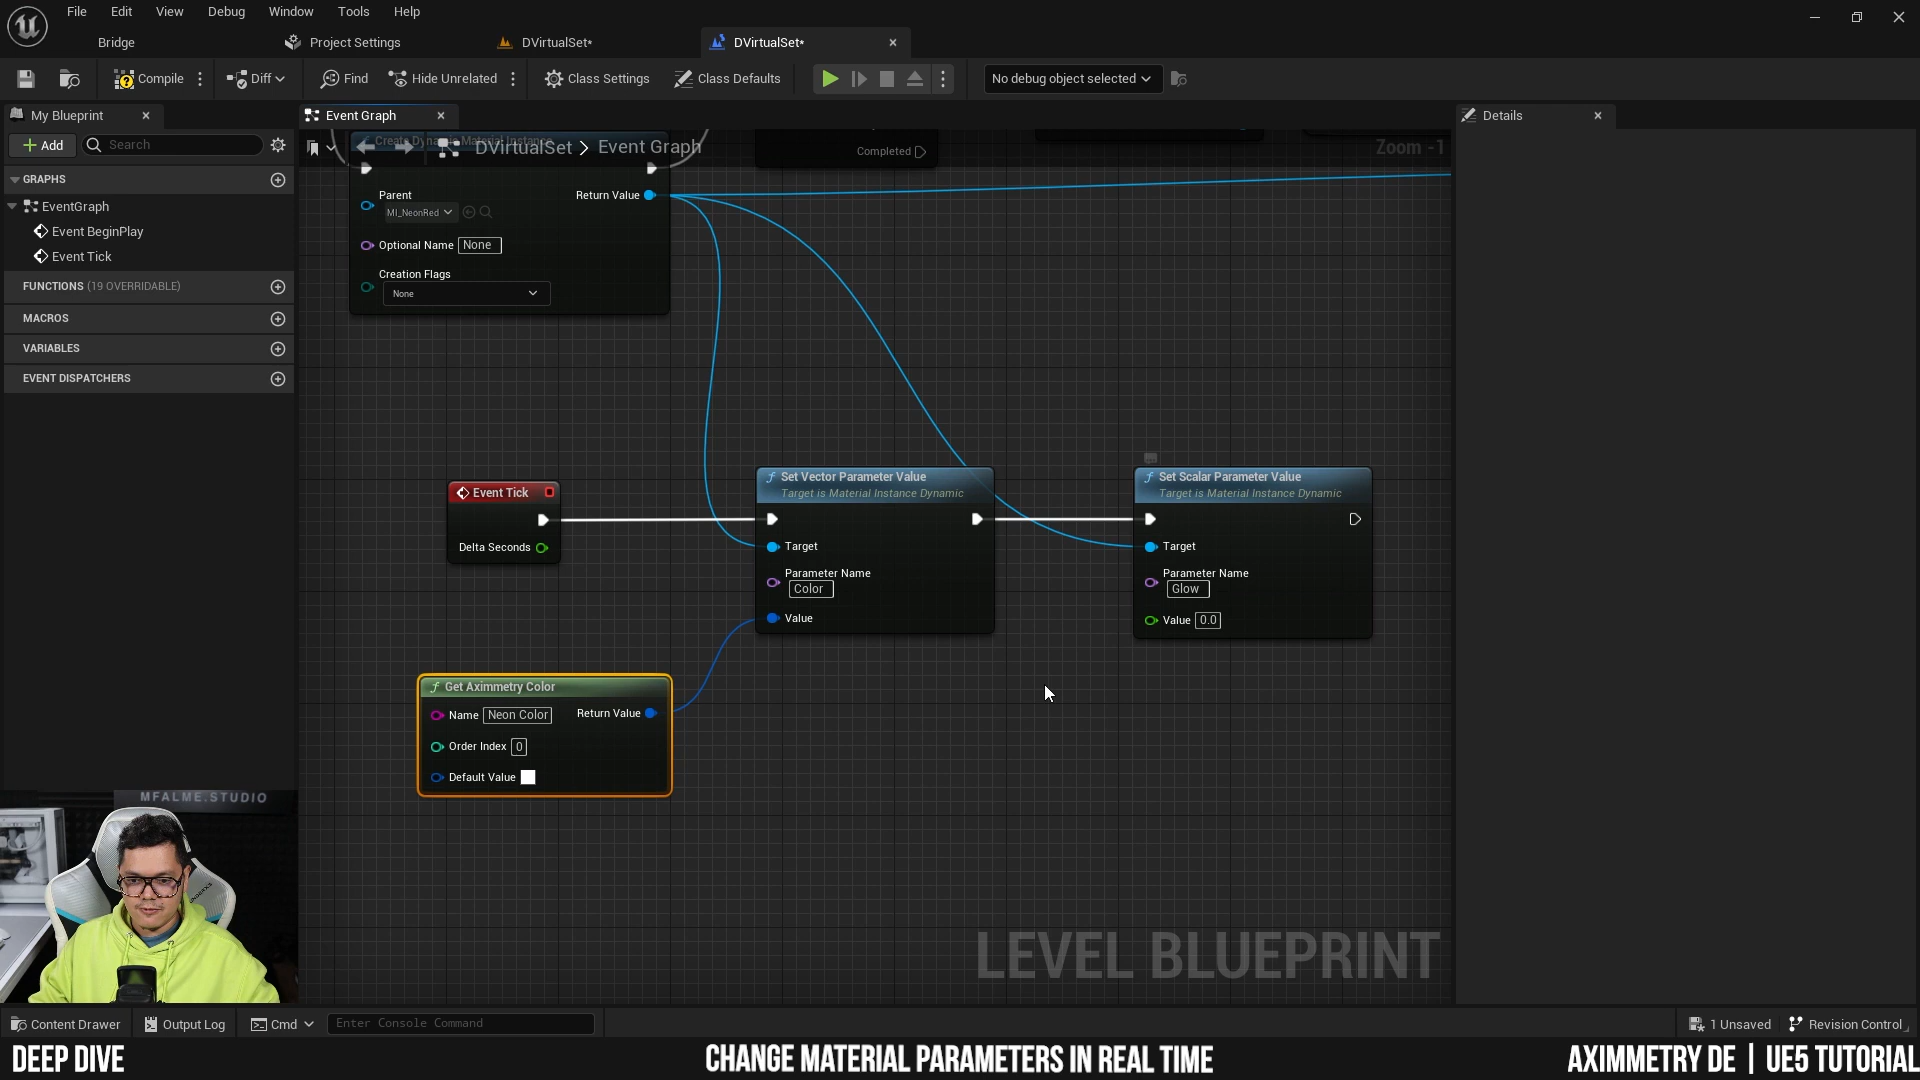 File Edit View Debug Window Tools Help
Bridge Project Settings DVirtualSet* DVirtualSet*
Compile Diff Find Hide Unrelated Class Settings Class Defaults No debug object selected
My Blueprint
Event Graph
Details
Add Search
Create Dynamic Material Instance
DVirtualSet > Event Graph
Zoom -1
Completed
GRAPHS
EventGraph
Event BeginPlay
Event Tick
FUNCTIONS (19 OVERRIDABLE)
MACROS
VARIABLES
EVENT DISPATCHERS
Parent
MI_NeonRed
Return Value
Optional Name None
Creation Flags
None
Event Tick
Delta Seconds
Set Vector Parameter Value
Target is Material Instance Dynamic
Target
Parameter Name
Color
Value
Set Scalar Parameter Value
Target is Material Instance Dynamic
Target
Parameter Name
Glow
Value 0.0
Get Aximmetry Color
Name Neon Color Return Value
Order Index 0
Default Value
MFALME.STUDIO
LEVEL BLUEPRINT
Content Drawer Output Log Cmd Enter Console Command 1 Unsaved Revision Control
DEEP DIVE
CHANGE MATERIAL PARAMETERS IN REAL TIME
AXIMMETRY DE | UE5 TUTORIAL